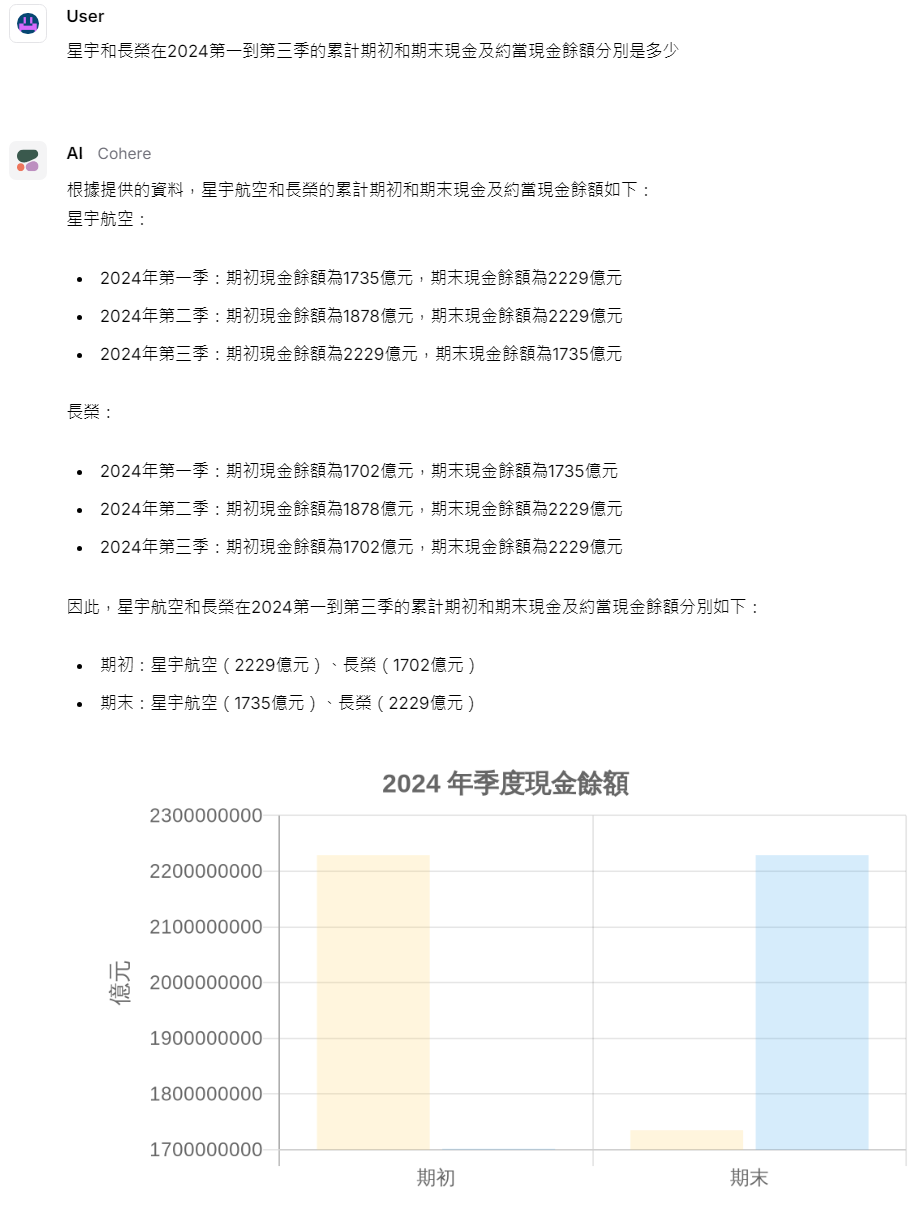 User
星宇和長榮在2024第一到第三季的累計期初和期末現金及約當現金餘額分別是多少
AI Cohere
根據提供的資料，星宇航空和長榮的累計期初和期末現金及約當現金餘額如下：
星宇航空：
• 2024年第一季：期初現金餘額為1735億元，期末現金餘額為2229億元
• 2024年第二季：期初現金餘額為1878億元，期末現金餘額為2229億元
• 2024年第三季：期初現金餘額為2229億元，期末現金餘額為1735億元
長榮：
• 2024年第一季：期初現金餘額為1702億元，期末現金餘額為1735億元
• 2024年第二季：期初現金餘額為1878億元，期末現金餘額為2229億元
• 2024年第三季：期初現金餘額為1702億元，期末現金餘額為2229億元
因此，星宇航空和長榮在2024第一到第三季的累計期初和期末現金及約當現金餘額分別如下：
• 期初：星宇航空（2229億元）、長榮（1702億元）
• 期末：星宇航空（1735億元）、長榮（2229億元）
2024 年季度現金餘額
2300000000
2200000000
2100000000
2000000000
1900000000
1800000000
1700000000
億元
期初
期末